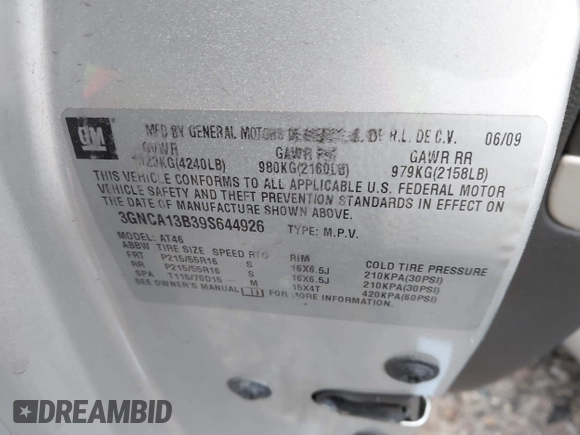 GM
MFD BY GENERAL MOTORS DE S. DE R.L. DE C.V. 06/09
GVWR GAWR FRT GAWR RR
1923KG(4240LB) 980KG(2160LB) 979KG(2158LB)
THIS VEHICLE CONFORMS TO ALL APPLICABLE U.S. FEDERAL MOTOR
VEHICLE SAFETY AND THEFT PREVENTION STANDARDS IN EFFECT ON
THE DATE OF MANUFACTURE SHOWN ABOVE.
3GNCA13B39S644926 TYPE: M.P.V.
MODEL: AT46
ABBW TIRE SIZE SPEED RTG RIM COLD TIRE PRESSURE
FRT P215/55R16 S 16X6.5J 210KPA(30PSI)
RR P215/55R16 S 16X6.5J 210KPA(30PSI)
SPA T115/70D16 M 16X4T 420KPA(60PSI)
SEE OWNER'S MANUAL FOR MORE INFORMATION.
DREAMBID